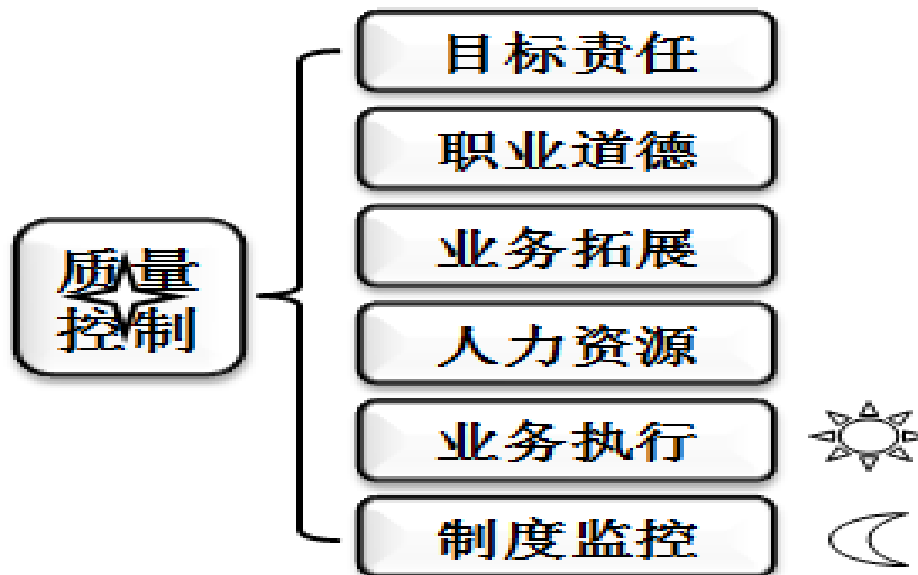 质量
控制
目标责任
职业道德
业务拓展
人力资源
业务执行
制度监控